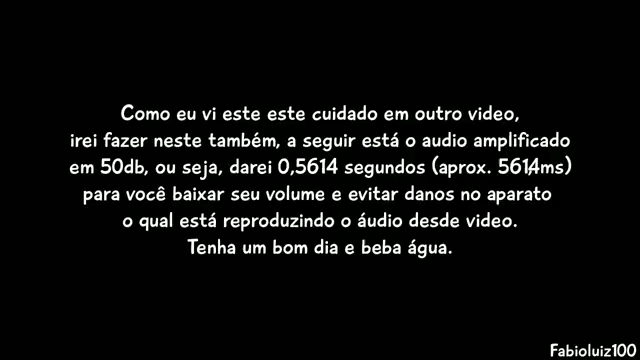 Como eu vi este este cuidado em outro video,
irei fazer neste também, a seguir está o audio amplificado
em 50db, ou seja, darei 0,5614 segundos (aprox. 561,4ms)
para você baixar seu volume e evitar danos no aparato
o qual está reproduzindo o áudio desde video.
Tenha um bom dia e beba água.
Fabioluiz100